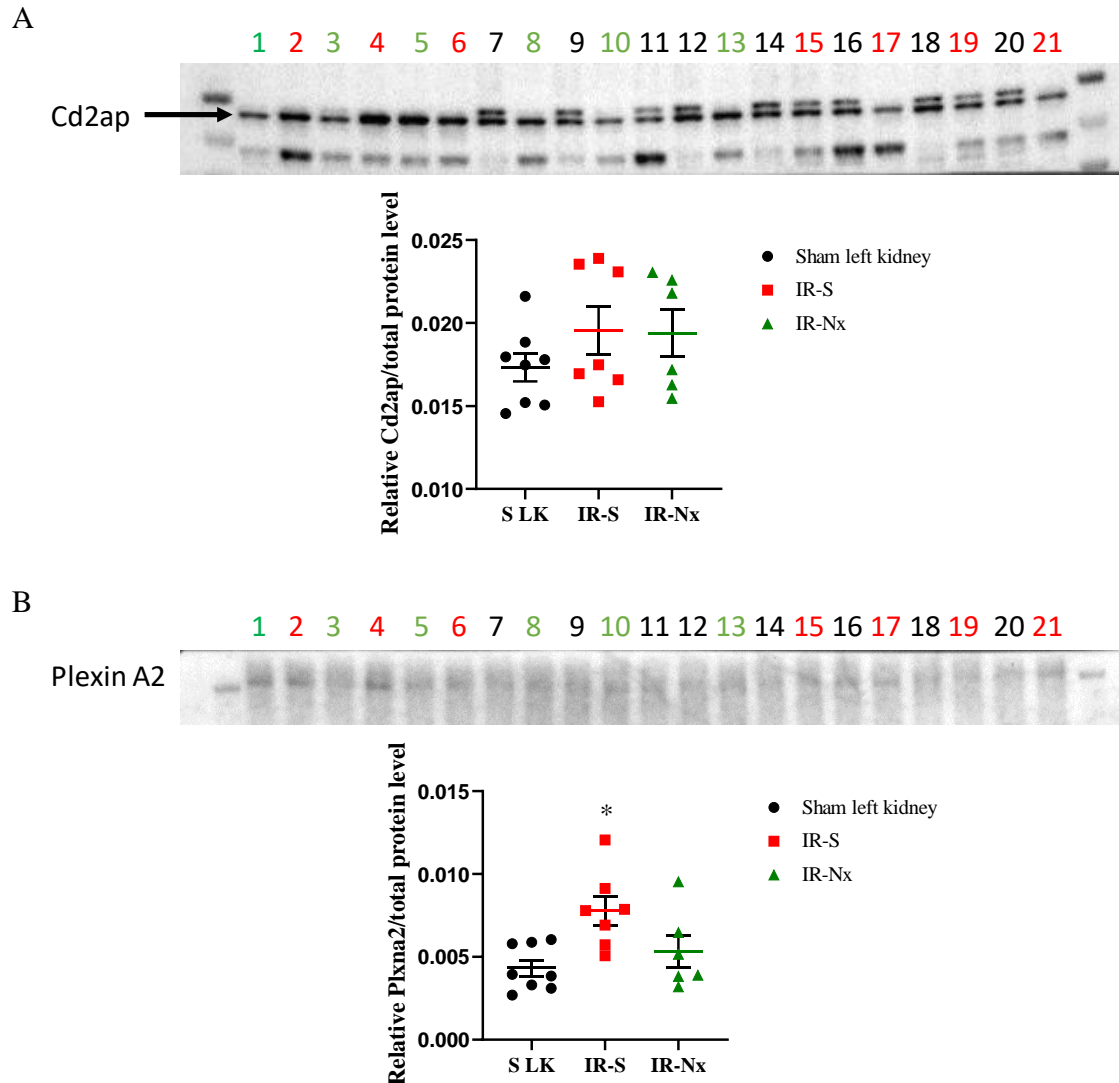 A
1 2 3 4 5 6 7 8 9 10 11 12 13 14 15 16 17 18 19 20 21
Cd2ap
Relative Cd2ap/total protein level
0.025
0.020
0.015
0.010
S LK IR-S IR-Nx
Sham left kidney
IR-S
IR-Nx
B
1 2 3 4 5 6 7 8 9 10 11 12 13 14 15 16 17 18 19 20 21
Plexin A2
Relative Plxna2/total protein level
0.015
0.010
0.005
0.000
*
S LK IR-S IR-Nx
Sham left kidney
IR-S
IR-Nx